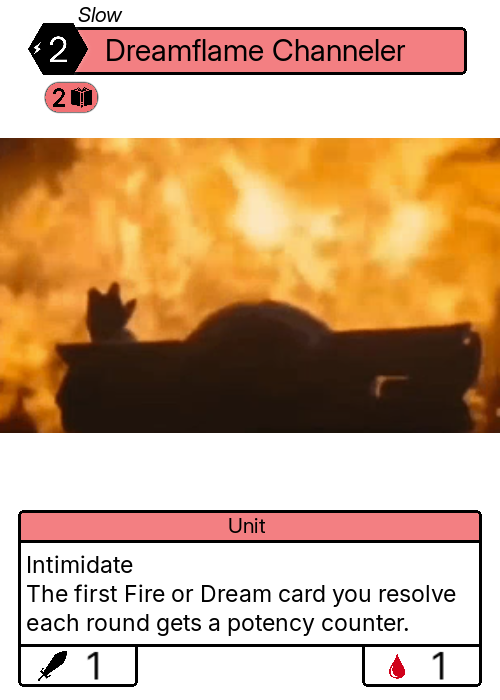 Slow
2 Dreamflame Channeler
2
Unit
Intimidate
The first Fire or Dream card you resolve
each round gets a potency counter.
1 1